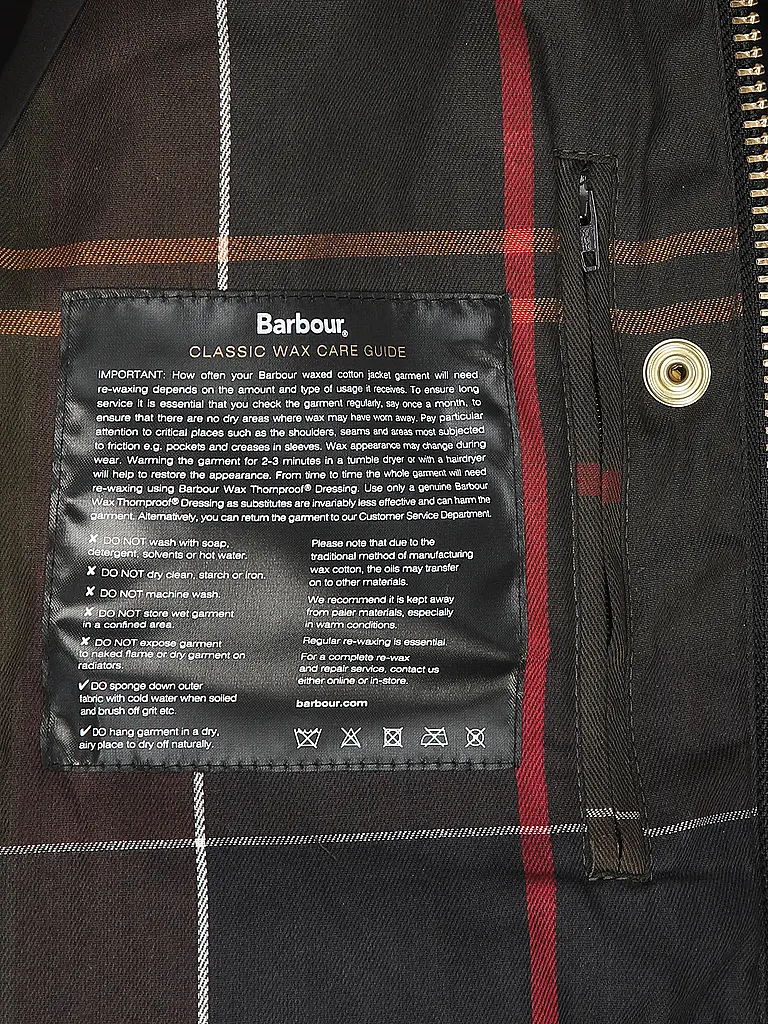 Barbour®
CLASSIC WAX CARE GUIDE
IMPORTANT: How often your Barbour waxed cotton jacket garment will need
re-waxing depends on the amount and type of usage it receives. To ensure long
service it is essential that you check the garment regularly, say once a month, to
ensure that there are no dry areas where wax may have worn away. Pay particular
attention to critical places such as the shoulders, seams and areas most subjected
to friction e.g. pockets and creases in sleeves. Wax appearance may change during
wear. Warming the garment for 2-3 minutes in a tumble dryer or with a hairdryer
will help to restore the appearance. From time to time the whole garment will need
re-waxing using Barbour Wax Thornproof® Dressing. Use only a genuine Barbour
Wax Thornproof® Dressing as substitutes are invariably less effective and can harm the
garment. Alternatively, you can return the garment to our Customer Service Department.
✘ DO NOT wash with soap,
detergent, solvents or hot water.
✘ DO NOT dry clean, starch or iron.
✘ DO NOT machine wash.
✘ DO NOT store wet garment
in a confined area.
✘ DO NOT expose garment
to naked flame or dry garment on
radiators.
✔ DO sponge down outer
fabric with cold water when soiled
and brush off grit etc.
✔ DO hang garment in a dry,
airy place to dry off naturally.
Please note that due to the
traditional method of manufacturing
wax cotton, the oils may transfer
on to other materials.
We recommend it is kept away
from paler materials, especially
in warm conditions.
Regular re-waxing is essential.
For a complete re-wax
and repair service, contact us
either online or in-store.
barbour.com